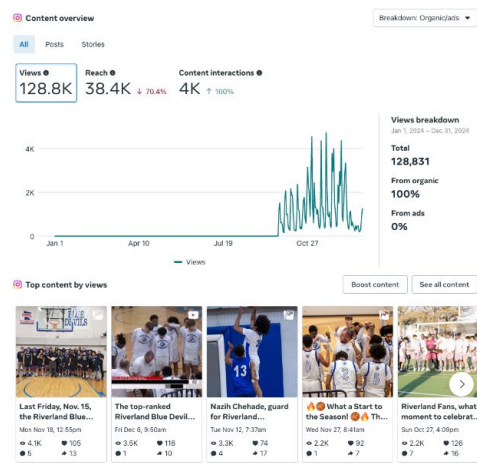 Content overview
Breakdown: Organic/ads
All Posts Stories
Views Reach Content interactions
128.8K 38.4K ↓ 70.4% 4K ↑ 100%
Views breakdown
Jan 1, 2024 – Dec 31, 2024
Total
128,831
From organic
100%
From ads
0%
4K
2K
0
Jan 1 Apr 10 Jul 19 Oct 27
Views
Top content by views
Boost content See all content
BLUE
DEVILS
13
Last Friday, Nov. 15,
the Riverland Blue...
Mon Nov 18, 12:55pm
4.1K 105
5 13
The top-ranked
Riverland Blue Devil...
Fri Dec 6, 9:50am
3.5K 118
1 10
Nazih Chehade, guard
for Riverland...
Tue Nov 12, 7:37am
3.3K 74
4 17
🔥🏀 What a Start to
the Season! 🏀🔥 Th...
Wed Nov 27, 8:41am
2.2K 92
1 7
Riverland Fans, what
moment to celebrat...
Sun Oct 27, 4:09pm
2.2K 126
7 16